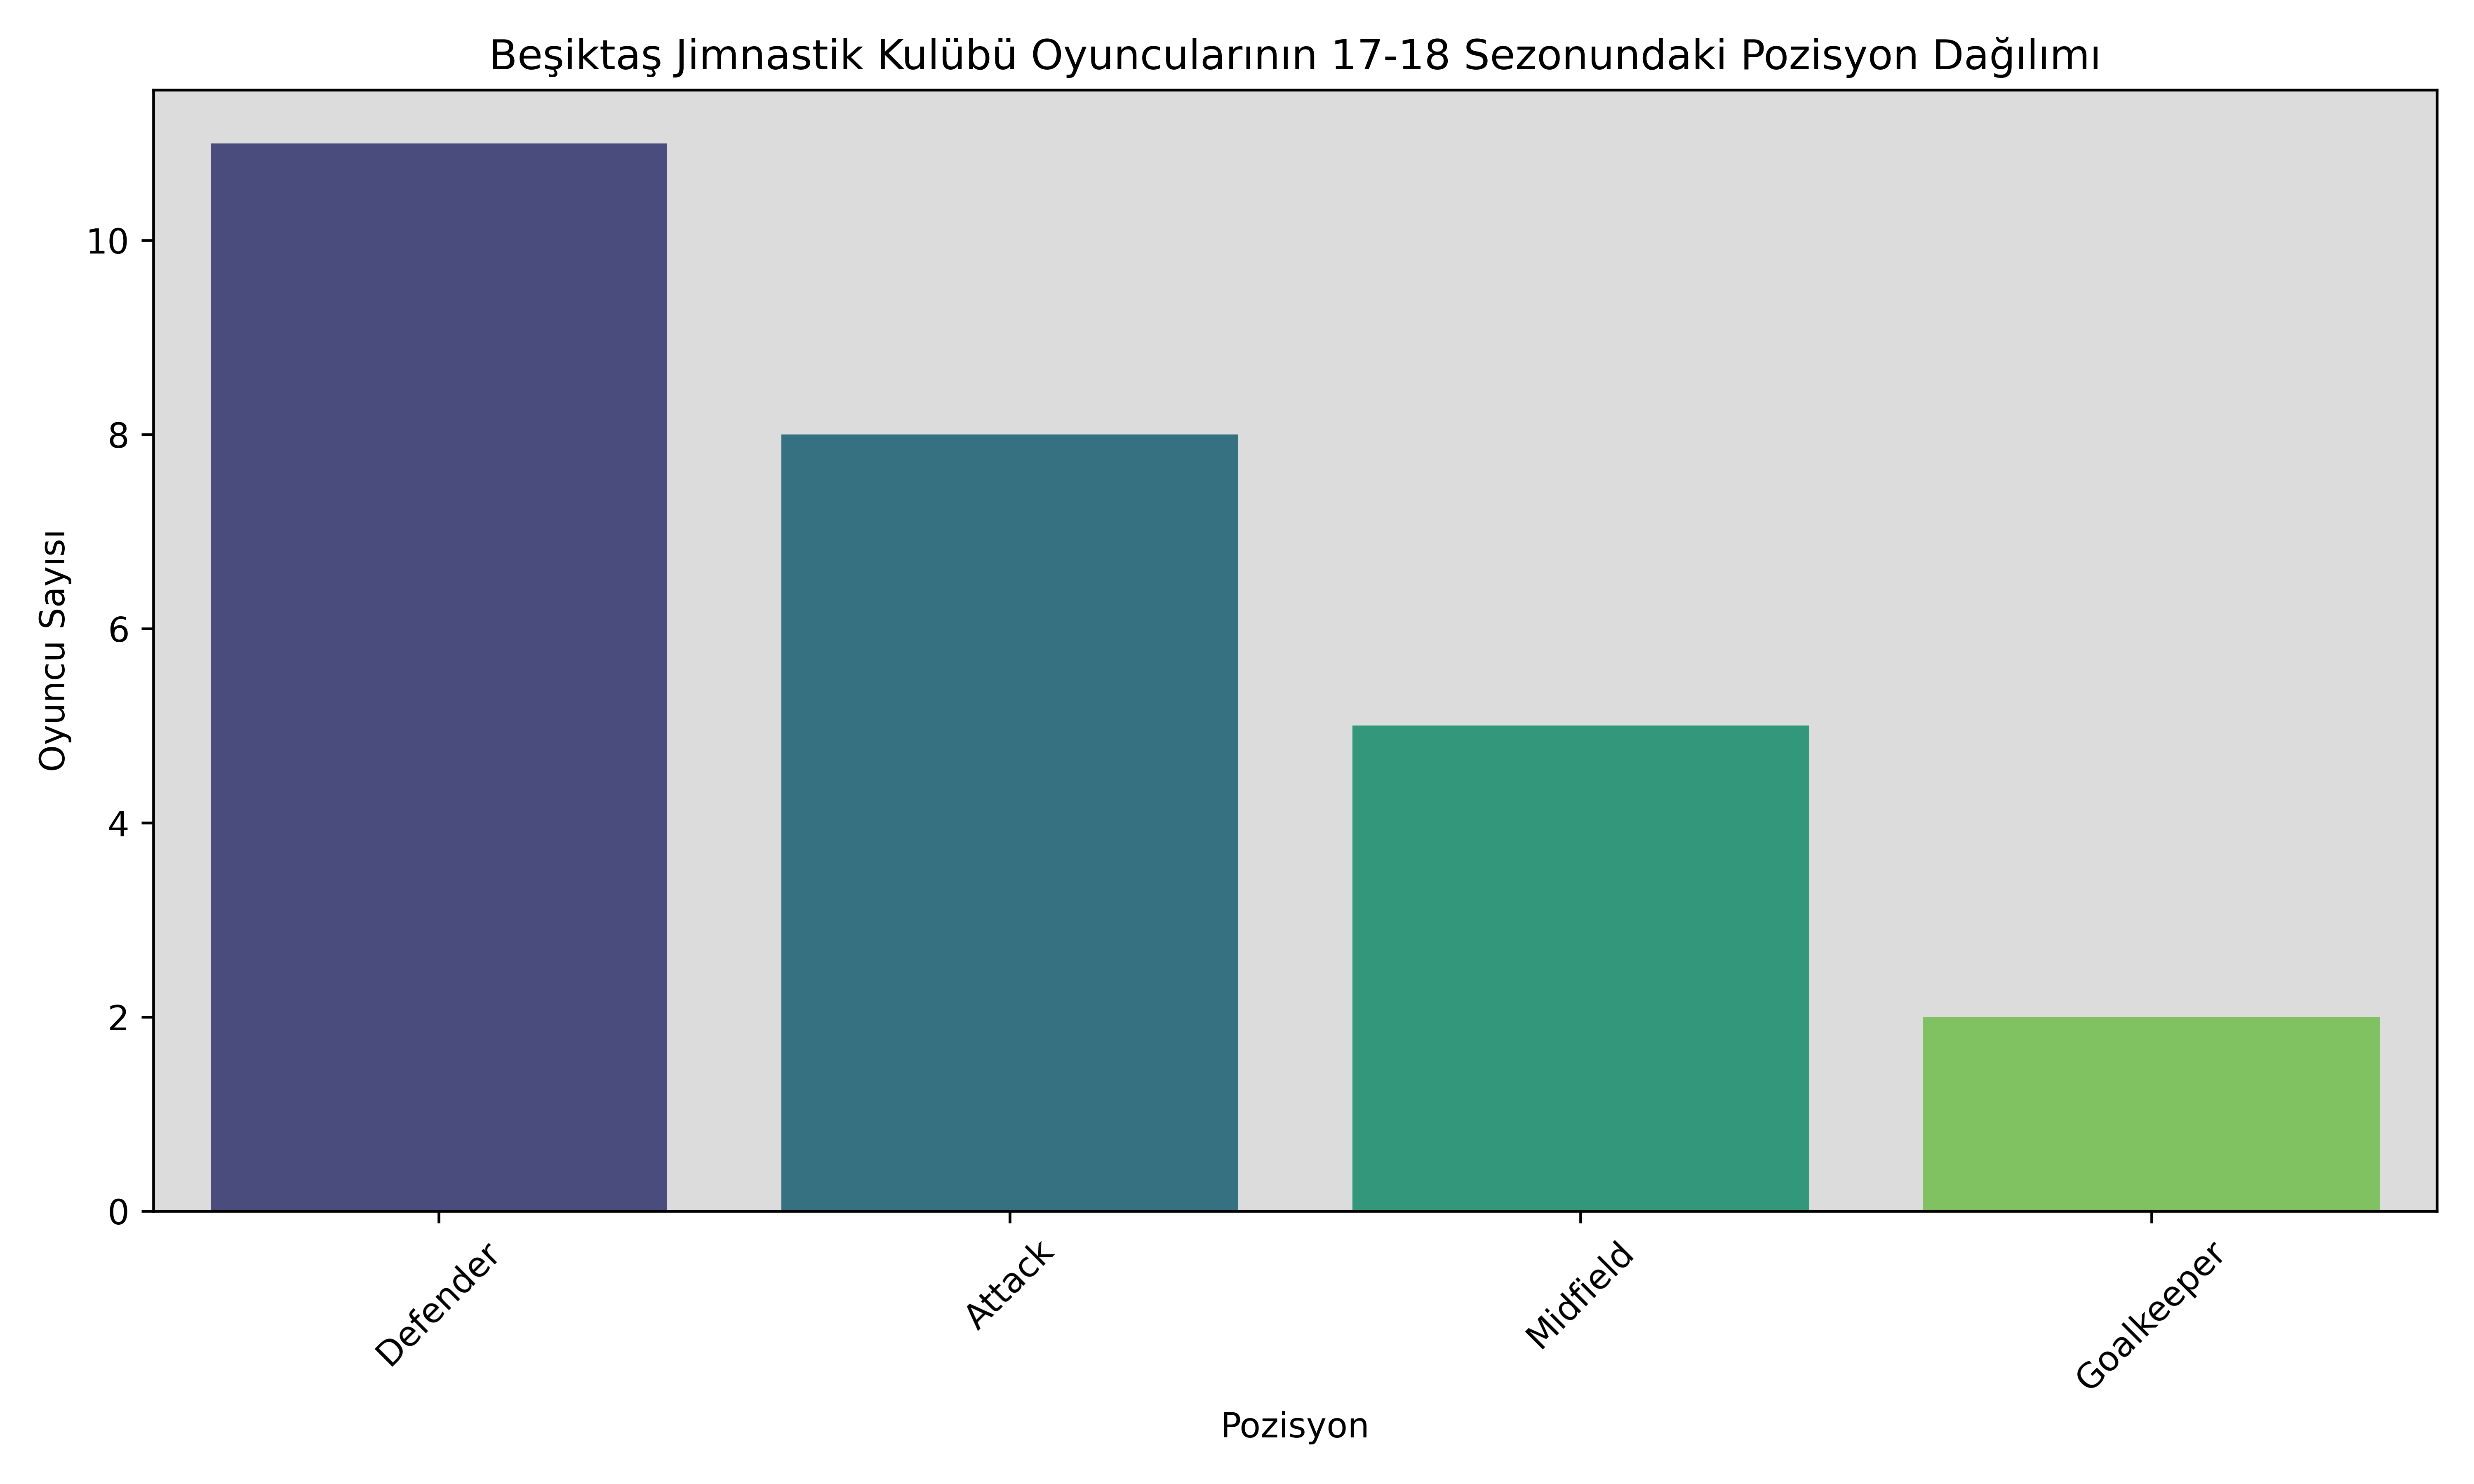 Beşiktaş Jimnastik Kulübü Oyuncularının 17-18 Sezonundaki Pozisyon Dağılımı
Oyuncu Sayısı
10
8
6
4
2
0
Defender
Attack
Midfield
Goalkeeper
Pozisyon